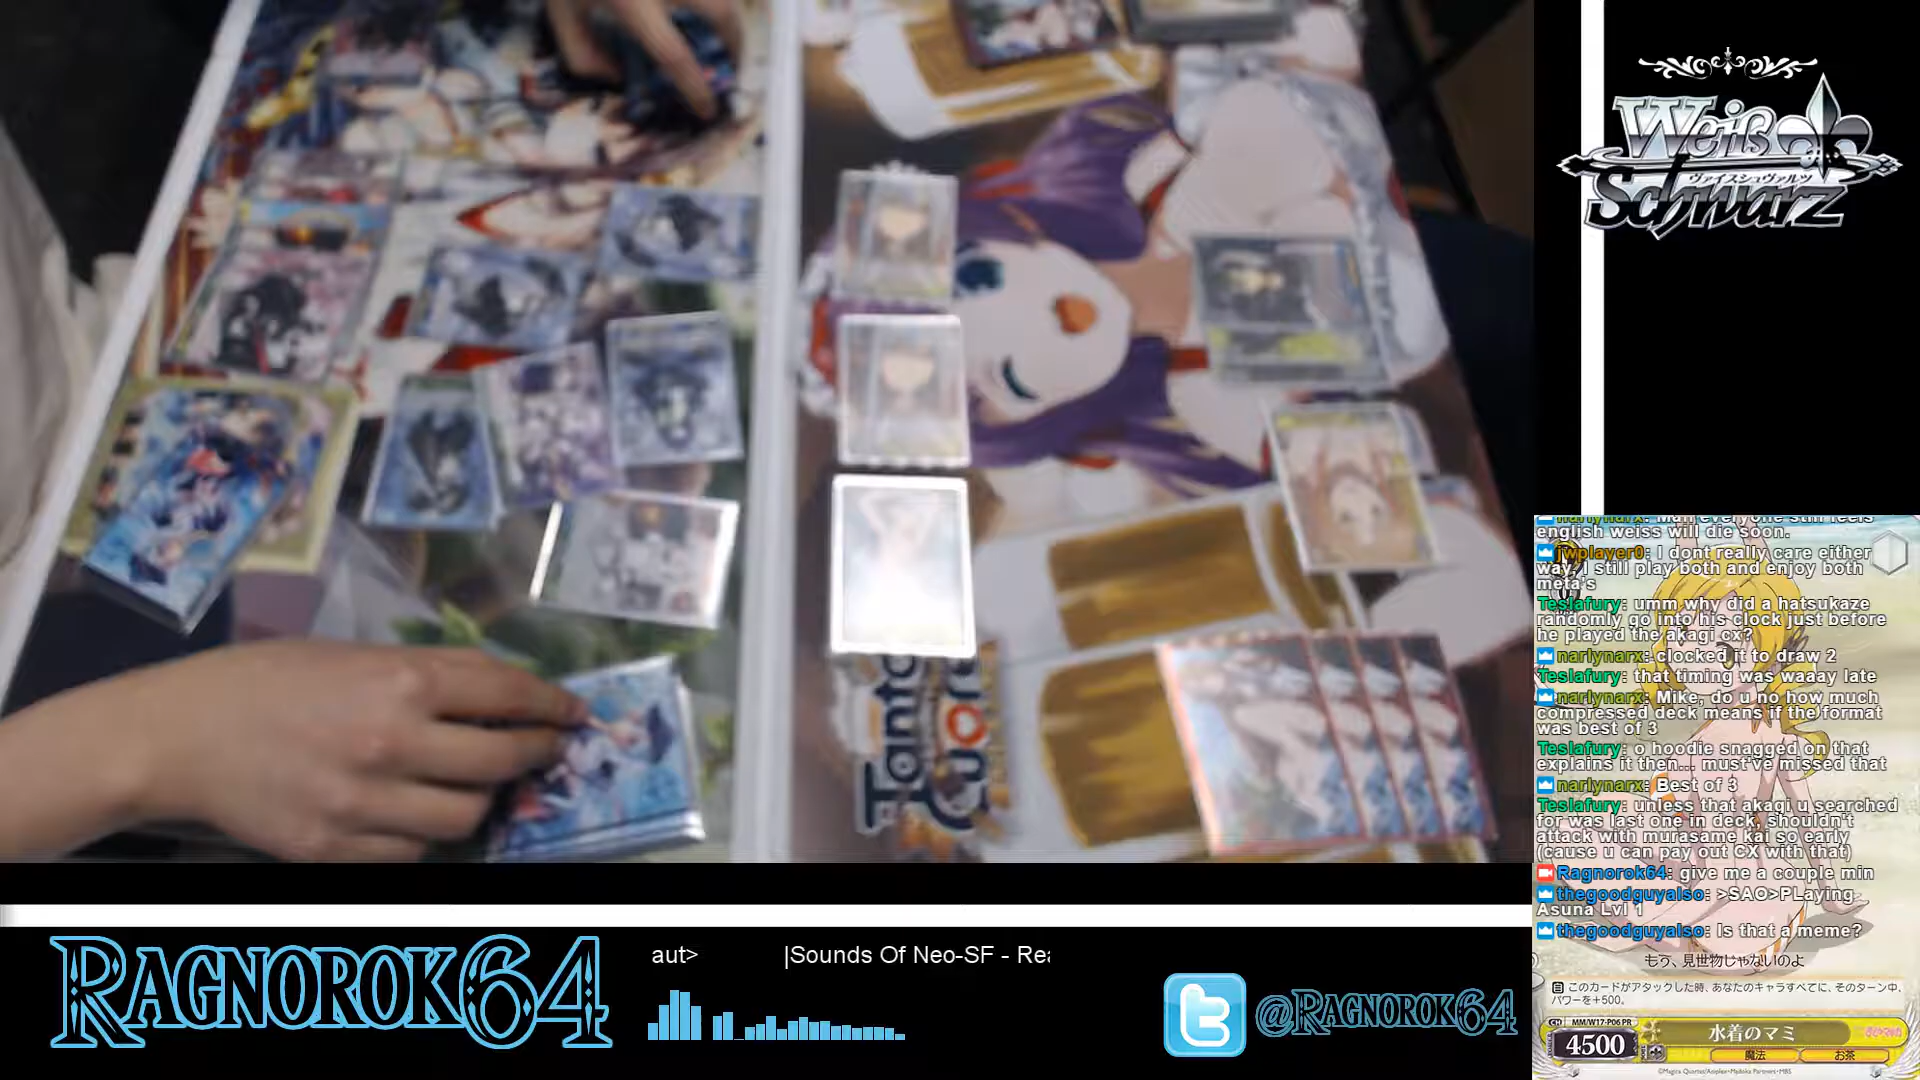 Weiß
ヴァイスシュヴァルツ
Schwarz
english weiss will die soon.
jwplayer0: I dont really care either
way, I still play both and enjoy both
meta's
Teslafury: umm why did a hatsukaze
randomly go into his clock just before
he played the akagi cx?
narlynarx: clocked it to draw 2
Teslafury: that timing was waaay late
narlynarx: Mike, do u no how much
compressed deck means if the format
was best of 3
Teslafury: o hoodie snagged on that
explains it then... must've missed that
narlynarx: Best of 3
Teslafury: unless that akagi u searched
for was last one in deck, shouldn't
attack with murasame kai so early
(cause u can pay out CX with that)
Ragnorok64: give me a couple min
thegoodguyalso: >SAO>PLaying
Asuna Lvl 1
thegoodguyalso: Is that a meme?
もう、見世物じゃないのよ
このカードがアタックした時、あなたのキャラすべてに、そのターン中、
パワーを+500。
MM/W17-P06 PR
水着のマミ
4500
魔法
お茶
Tanto
Cuore
Ragnorok64
aut>
|Sounds Of Neo-SF - Rea
@Ragnorok64